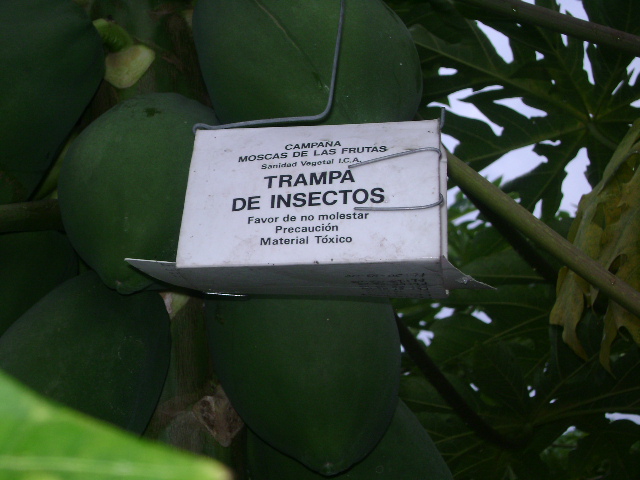 CAMPAÑA
MOSCAS DE LAS FRUTAS
Sanidad Vegetal I.C.A.
TRAMPA
DE INSECTOS
Favor de no molestar
Precaución
Material Tóxico